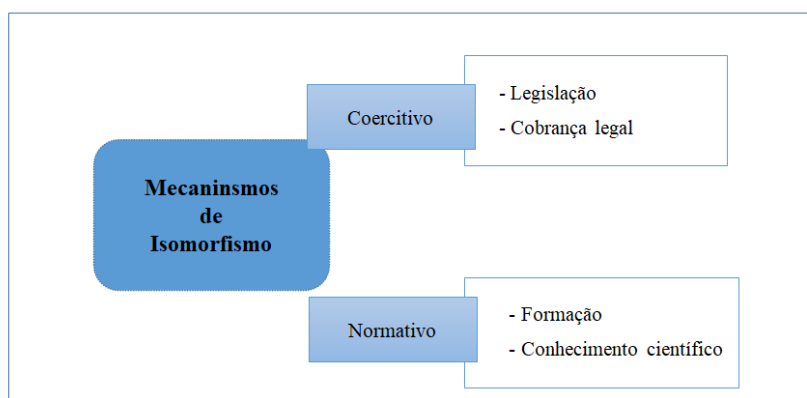 Mecaninsmos
de
Isomorfismo
Coercitivo
- Legislação
- Cobrança legal
Normativo
- Formação
- Conhecimento científico